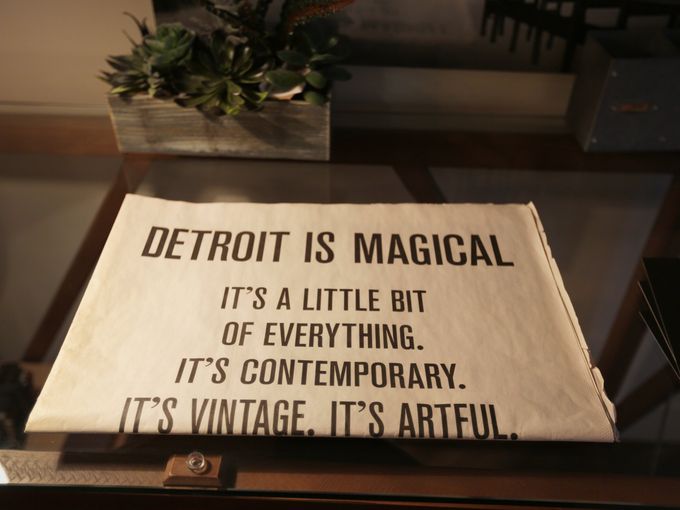 DETROIT IS MAGICAL
IT'S A LITTLE BIT
OF EVERYTHING.
IT'S CONTEMPORARY.
IT'S VINTAGE. IT'S ARTFUL.